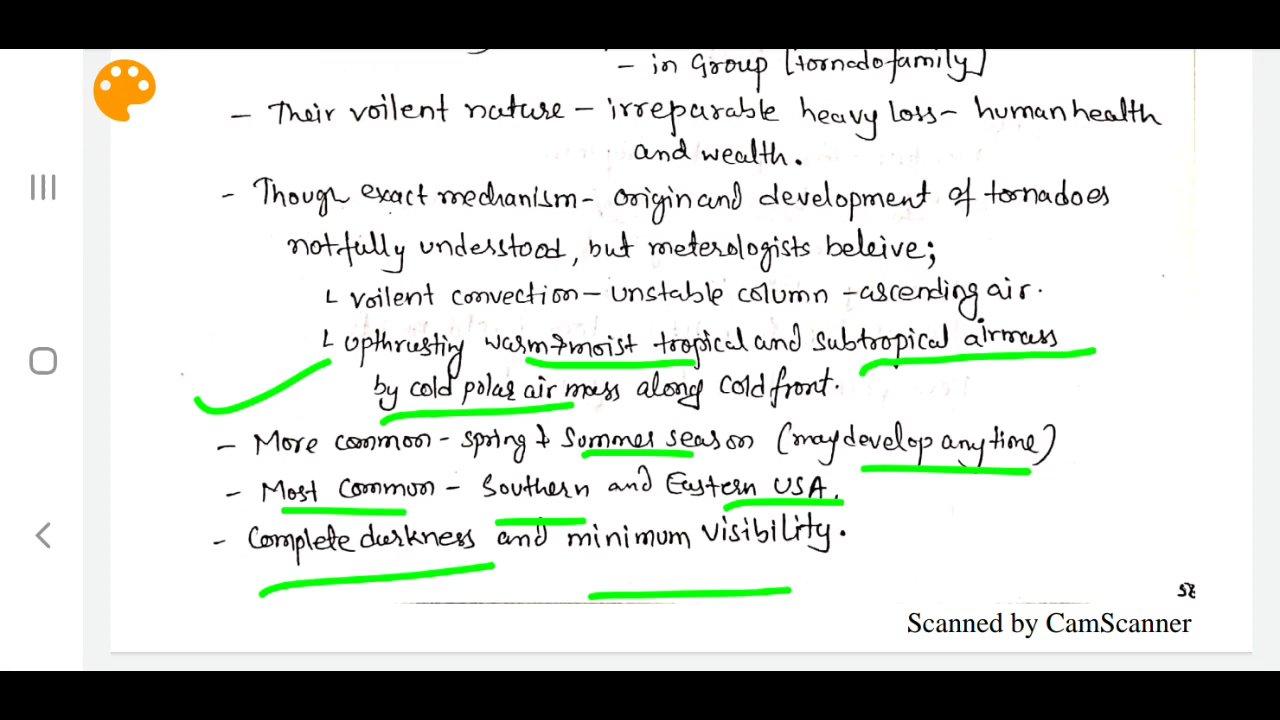 - in Group [tornado family]
- Their voilent nature - irreparable heavy loss - human health
and wealth.
- Though exact mechanism - origin and development of tornadoes
not fully understood, but meterologists beleive;
└ voilent convection - unstable column - ascending air.
└ upthrusting warm & moist tropical and subtropical airmass
by cold polar air mass along cold front.
- More common - spring & summer season (may develop any time)
- Most common - Southern and Eastern USA.
- Complete darkness and minimum visibility.
58
Scanned by CamScanner